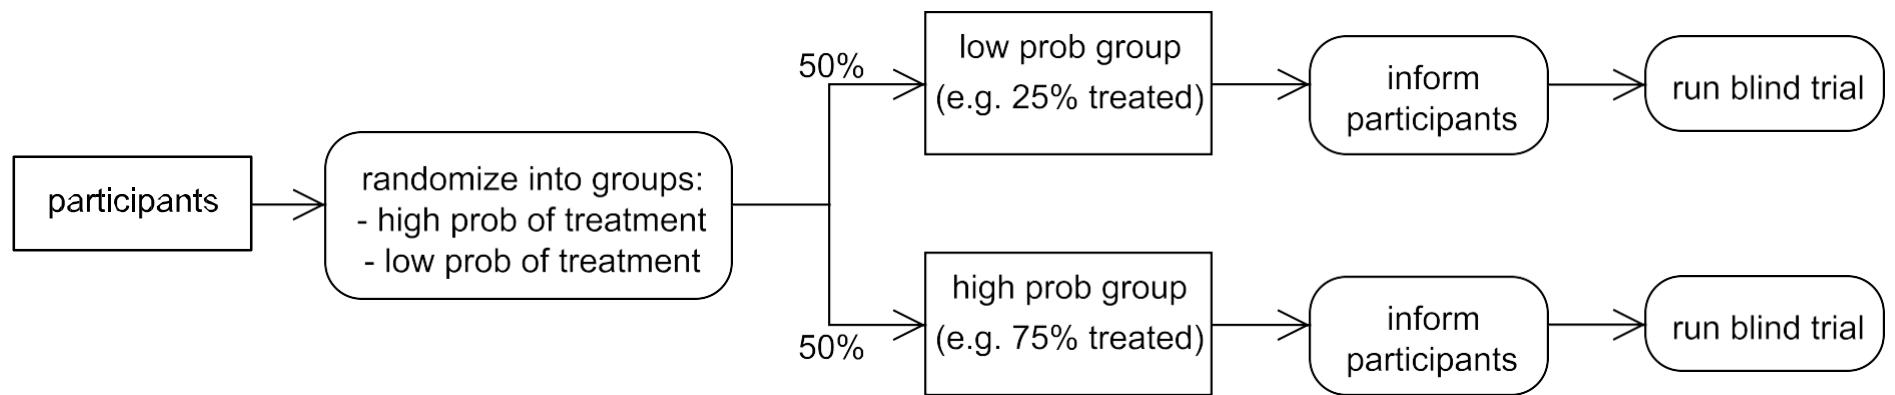 participants
randomize into groups:
- high prob of treatment
- low prob of treatment
50%
low prob group
(e.g. 25% treated)
inform
participants
run blind trial
50%
high prob group
(e.g. 75% treated)
inform
participants
run blind trial